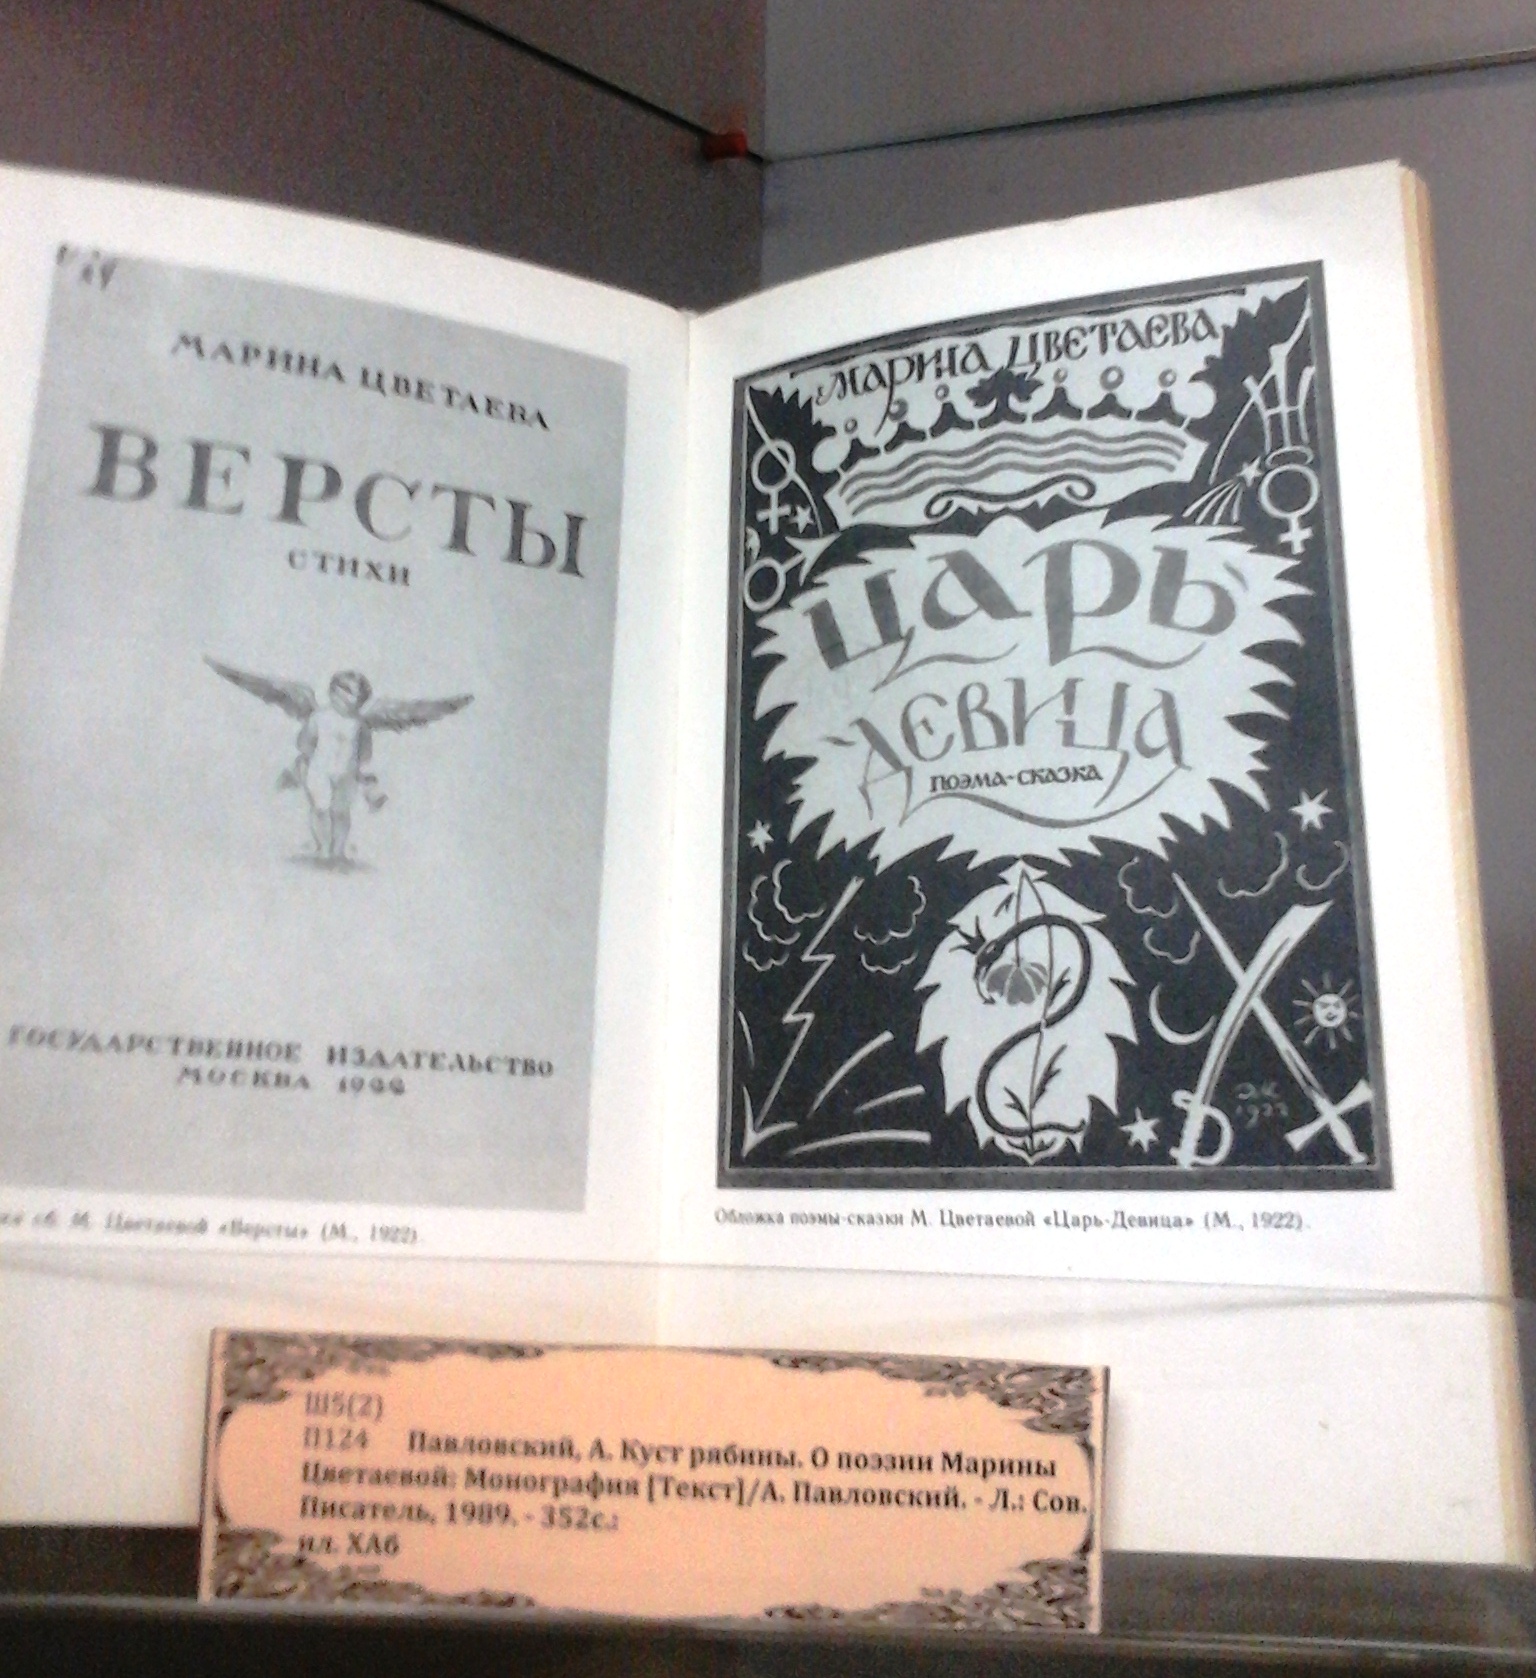 МАРИНА ЦВЕТАЕВА
ВЕРСТЫ
СТИХИ
ГОСУДАРСТВЕННОЕ ИЗДАТЕЛЬСТВО
МОСКВА 1922
М. Цветаевой «Версты» (М., 1922).
МАРИНА ЦВЕТАЕВА
ЦАРЬ
ДЕВИЦА
ПОЭМА-СКАЗКА
1922
Обложка поэмы-сказки М. Цветаевой «Царь-Девица» (М., 1922).
Ш5(2)
П124 Павловский, А. Куст рябины. О поэзии Марины
Цветаевой: Монография [Текст]/А. Павловский. - Л.: Сов.
Писатель, 1989. - 352с.:
ил. ХАб